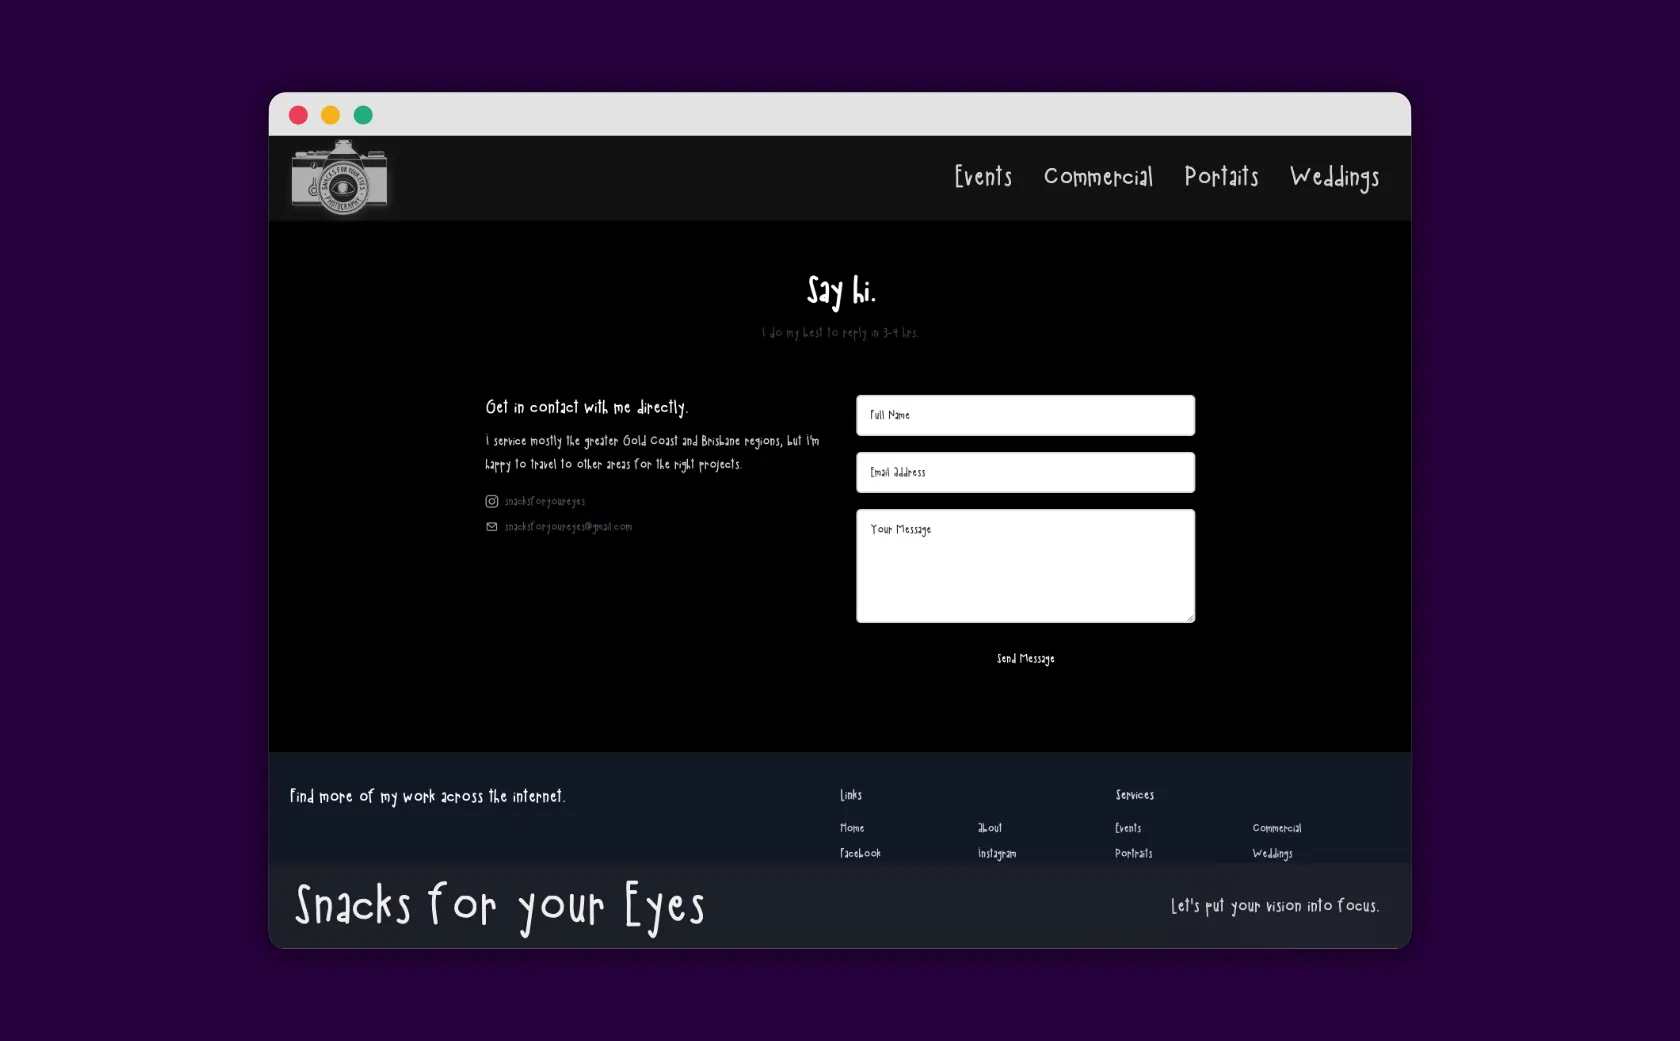 SNACKS FOR YOUR EYES
PHOTOGRAPHY
Events Commercial Portaits Weddings
Say hi.
I do my best to reply in 3-4 hrs.
Get in contact with me directly.
I service mostly the greater Gold Coast and Brisbane regions, but I'm
happy to travel to other areas for the right projects.
snacksforyoureyes
snacksforyoureyes@gmail.com
Full Name
Email address
Your Message
Send Message
Find more of my work across the internet.
Links
Home About
Facebook Instagram
Services
Events Commercial
Portraits Weddings
Snacks for your Eyes
Let's put your vision into focus.